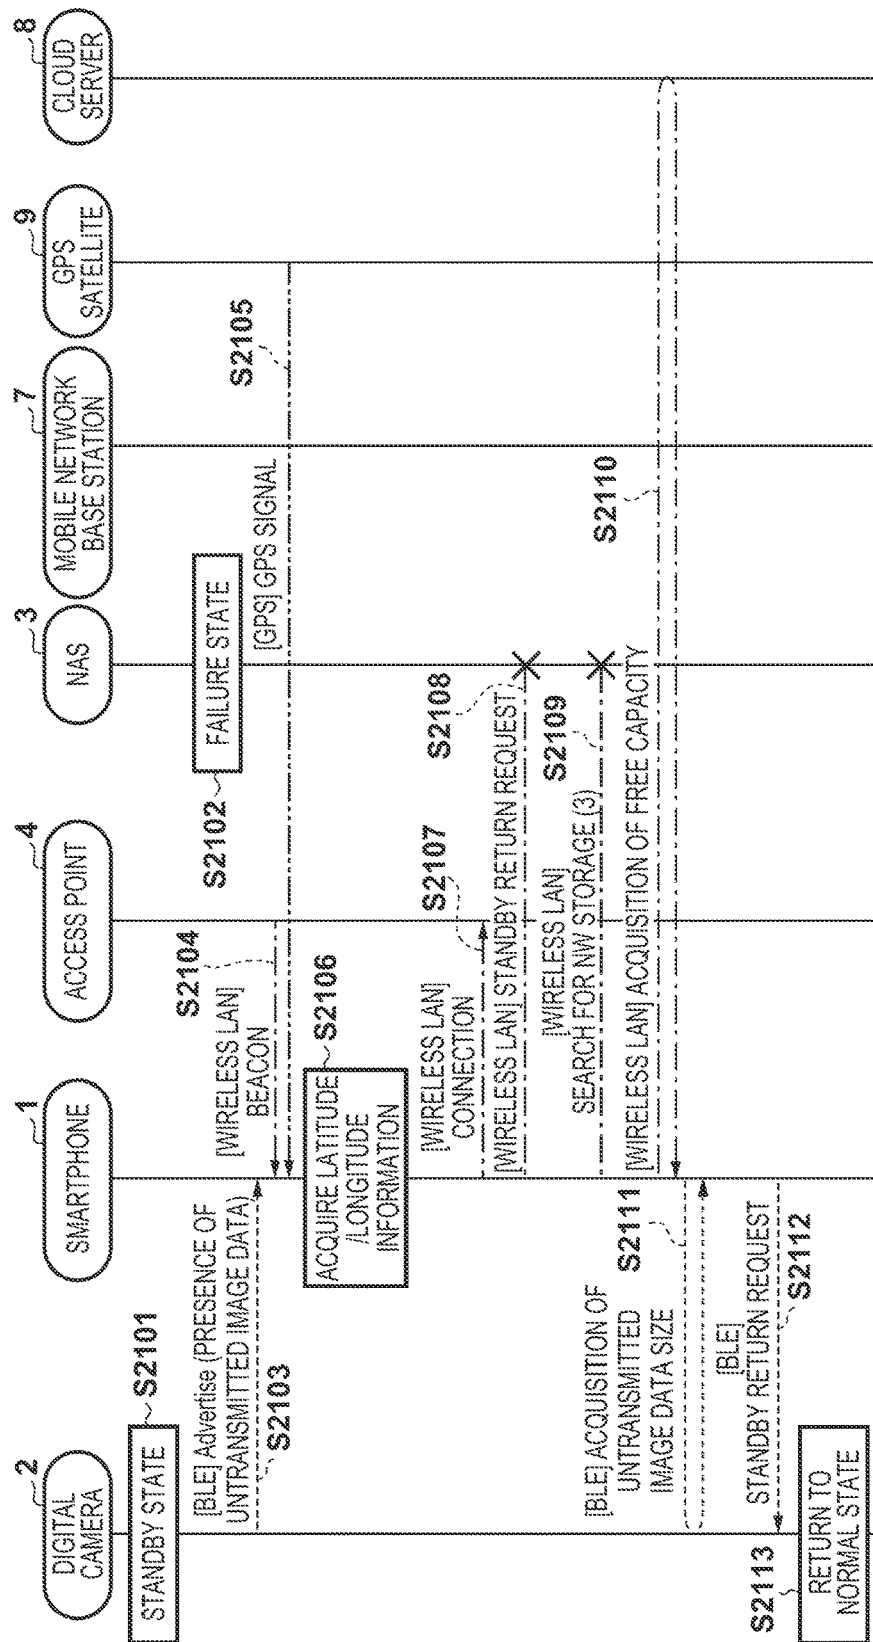 2
DIGITAL
CAMERA
1
SMARTPHONE
4
ACCESS POINT
3
NAS
7
MOBILE NETWORK
BASE STATION
9
GPS
SATELLITE
8
CLOUD
SERVER
STANDBY STATE
S2101
FAILURE STATE
S2102
[BLE] Advertise (PRESENCE OF
UNTRANSMITTED IMAGE DATA)
S2103
[WIRELESS LAN]
BEACON
S2104
[GPS] GPS SIGNAL
S2105
ACQUIRE LATITUDE
/LONGITUDE
INFORMATION
S2106
[WIRELESS LAN]
CONNECTION
S2107
[WIRELESS LAN] STANDBY RETURN REQUEST
S2108
[WIRELESS LAN]
SEARCH FOR NW STORAGE (3)
S2109
[WIRELESS LAN] ACQUISITION OF FREE CAPACITY
S2110
[BLE] ACQUISITION OF
UNTRANSMITTED
IMAGE DATA SIZE
S2111
[BLE]
STANDBY RETURN REQUEST
S2112
RETURN TO
NORMAL STATE
S2113